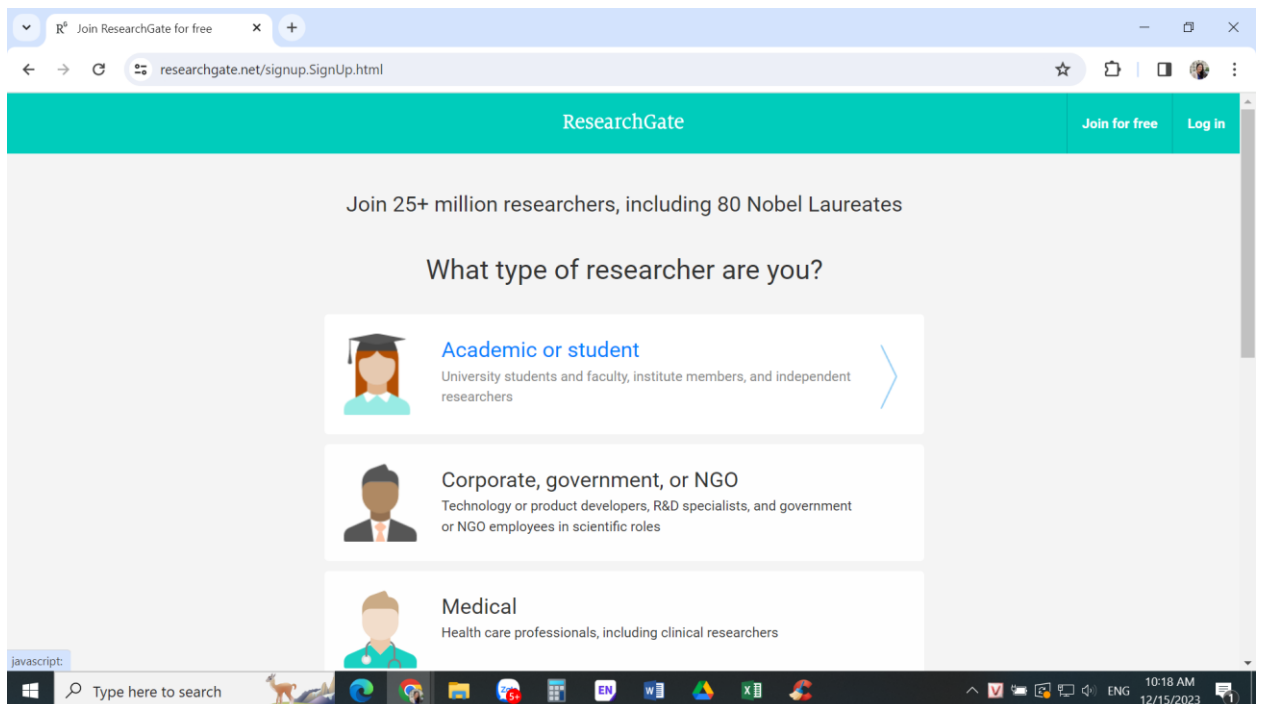 R⁶ Join ResearchGate for free
researchgate.net/signup.SignUp.html
ResearchGate
Join for free
Log in
Join 25+ million researchers, including 80 Nobel Laureates
What type of researcher are you?
Academic or student
University students and faculty, institute members, and independent
researchers
Corporate, government, or NGO
Technology or product developers, R&D specialists, and government
or NGO employees in scientific roles
Medical
Health care professionals, including clinical researchers
javascript:
Type here to search
Zalo
5+
EN
W
X
V
ENG
10:18 AM
12/15/2023
1